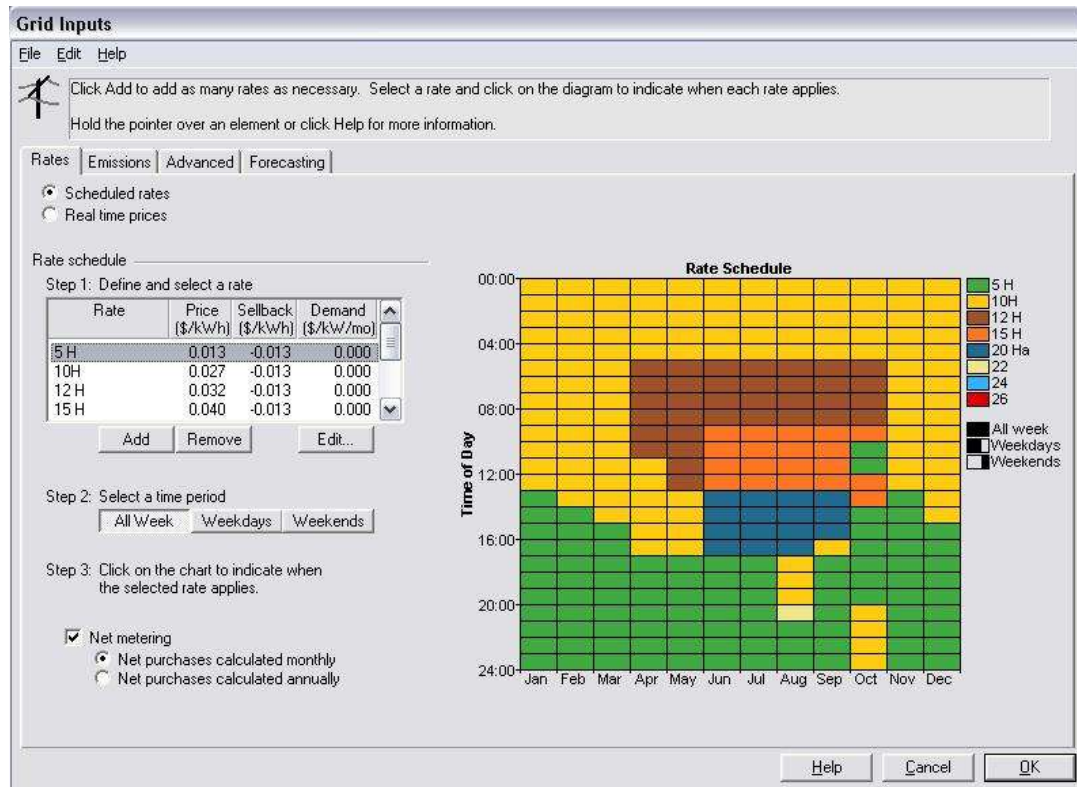 Grid Inputs
File Edit Help
Click Add to add as many rates as necessary. Select a rate and click on the diagram to indicate when each rate applies.
Hold the pointer over an element or click Help for more information.
Rates Emissions Advanced Forecasting
Scheduled rates
Real time prices
Rate schedule
Step 1: Define and select a rate
Rate Price Sellback Demand
($/kWh) ($/kWh) ($/kW/mo)
5 H 0.013 -0.013 0.000
10H 0.027 -0.013 0.000
12 H 0.032 -0.013 0.000
15 H 0.040 -0.013 0.000
Add Remove Edit...
Step 2: Select a time period
All Week Weekdays Weekends
Step 3: Click on the chart to indicate when
the selected rate applies.
Net metering
Net purchases calculated monthly
Net purchases calculated annually
Rate Schedule
Time of Day
00:00
04:00
08:00
12:00
16:00
20:00
24:00
Jan Feb Mar Apr May Jun Jul Aug Sep Oct Nov Dec
5 H
10H
12 H
15 H
20 Ha
22
24
26
All week
Weekdays
Weekends
Help Cancel OK